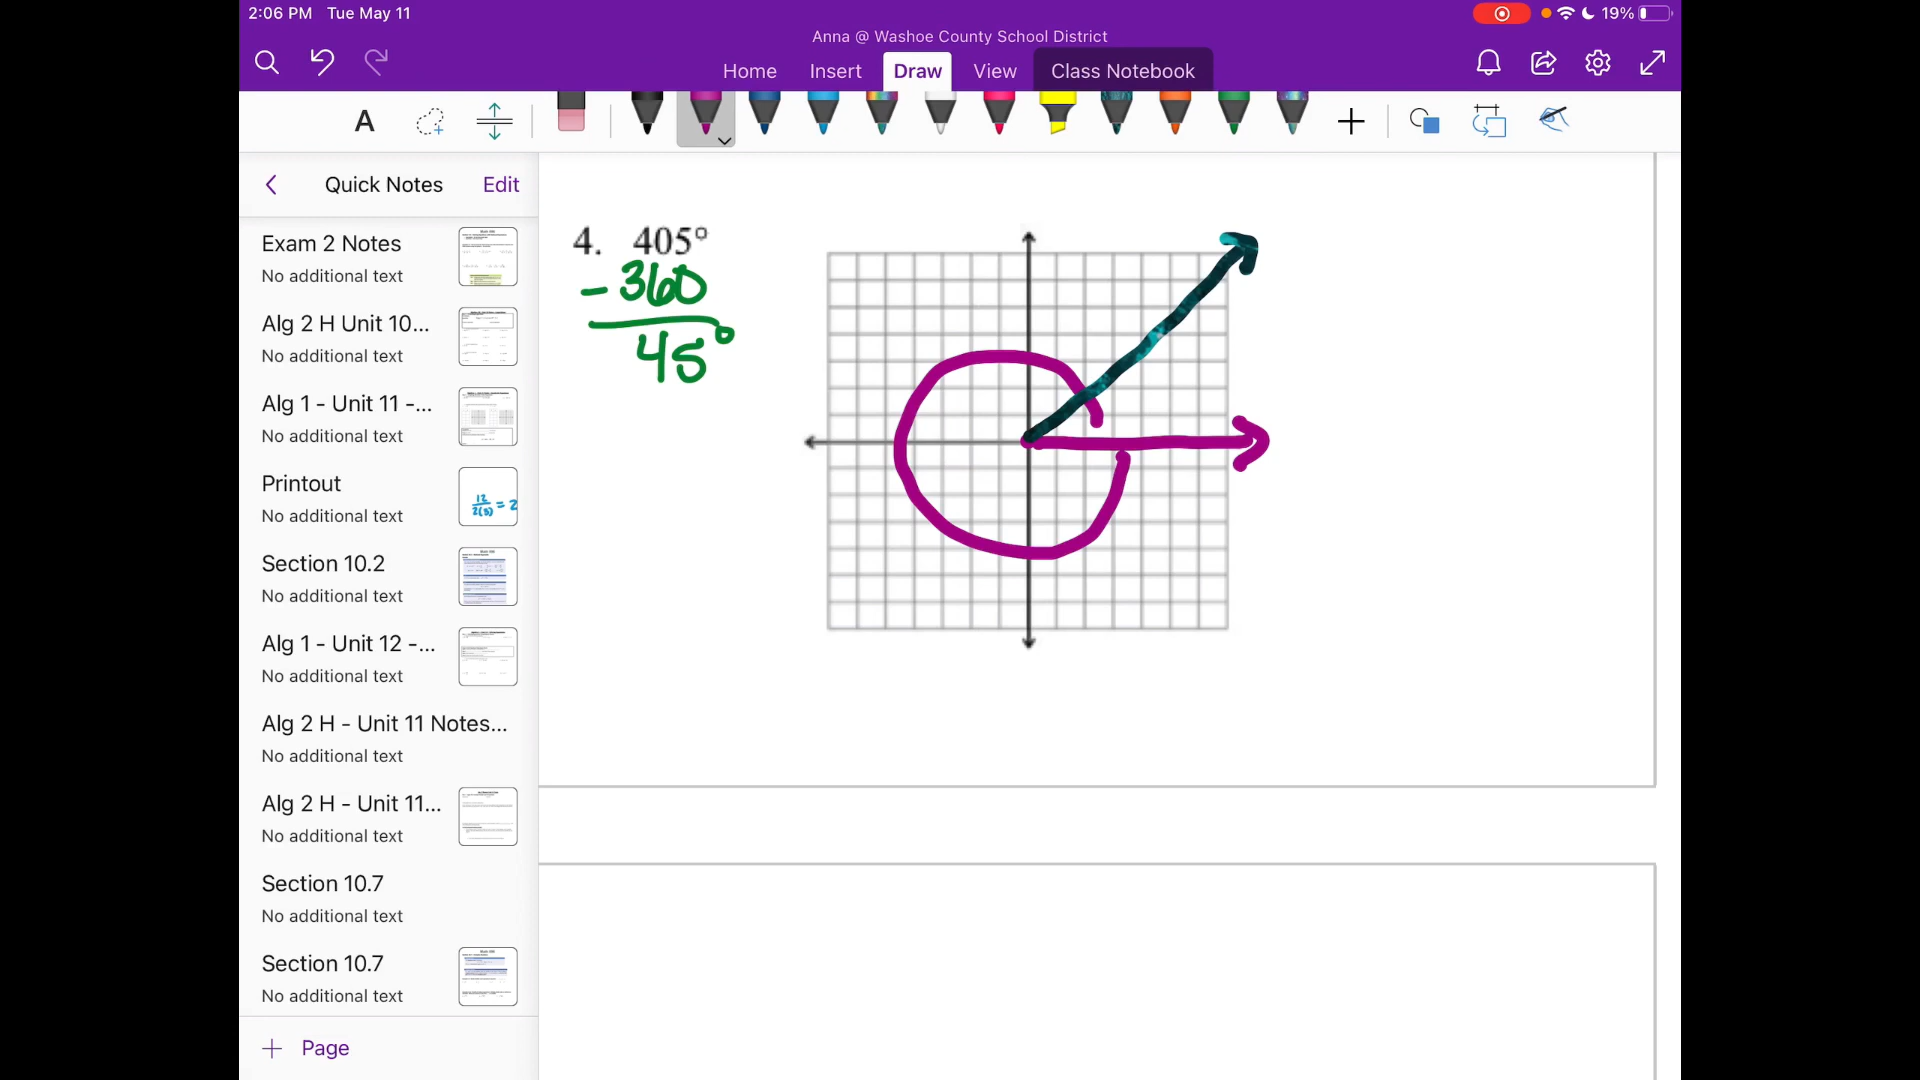 2:06 PM Tue May 11
19%
Anna @ Washoe County School District
Home Insert Draw View Class Notebook
A
Quick Notes Edit
Exam 2 Notes
No additional text
Alg 2 H Unit 10...
No additional text
Alg 1 - Unit 11 -...
No additional text
Printout
No additional text
12
2(3) = 2
Section 10.2
No additional text
Alg 1 - Unit 12 -...
No additional text
Alg 2 H - Unit 11 Notes...
No additional text
Alg 2 H - Unit 11...
No additional text
Section 10.7
No additional text
Section 10.7
No additional text
+ Page
4. 405°
- 360
45°